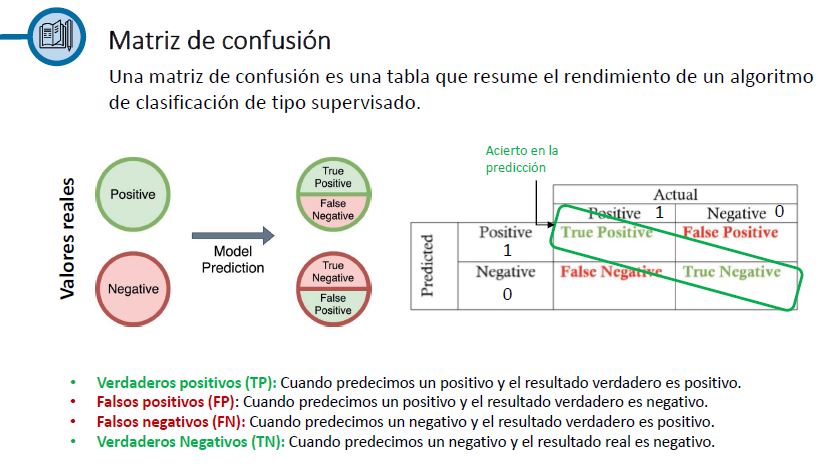 Matriz de confusión
Una matriz de confusión es una tabla que resume el rendimiento de un algoritmo
de clasificación de tipo supervisado.
Valores reales
Positive
Negative
Model
Prediction
True
Positive
False
Negative
True
Negative
False
Positive
Acierto en la
predicción
Actual
Positive 1 Negative 0
Predicted
Positive
1
True Positive False Positive
Negative
0
False Negative True Negative
• Verdaderos positivos (TP): Cuando predecimos un positivo y el resultado verdadero es positivo.
• Falsos positivos (FP): Cuando predecimos un positivo y el resultado verdadero es negativo.
• Falsos negativos (FN): Cuando predecimos un negativo y el resultado verdadero es positivo.
• Verdaderos Negativos (TN): Cuando predecimos un negativo y el resultado real es negativo.